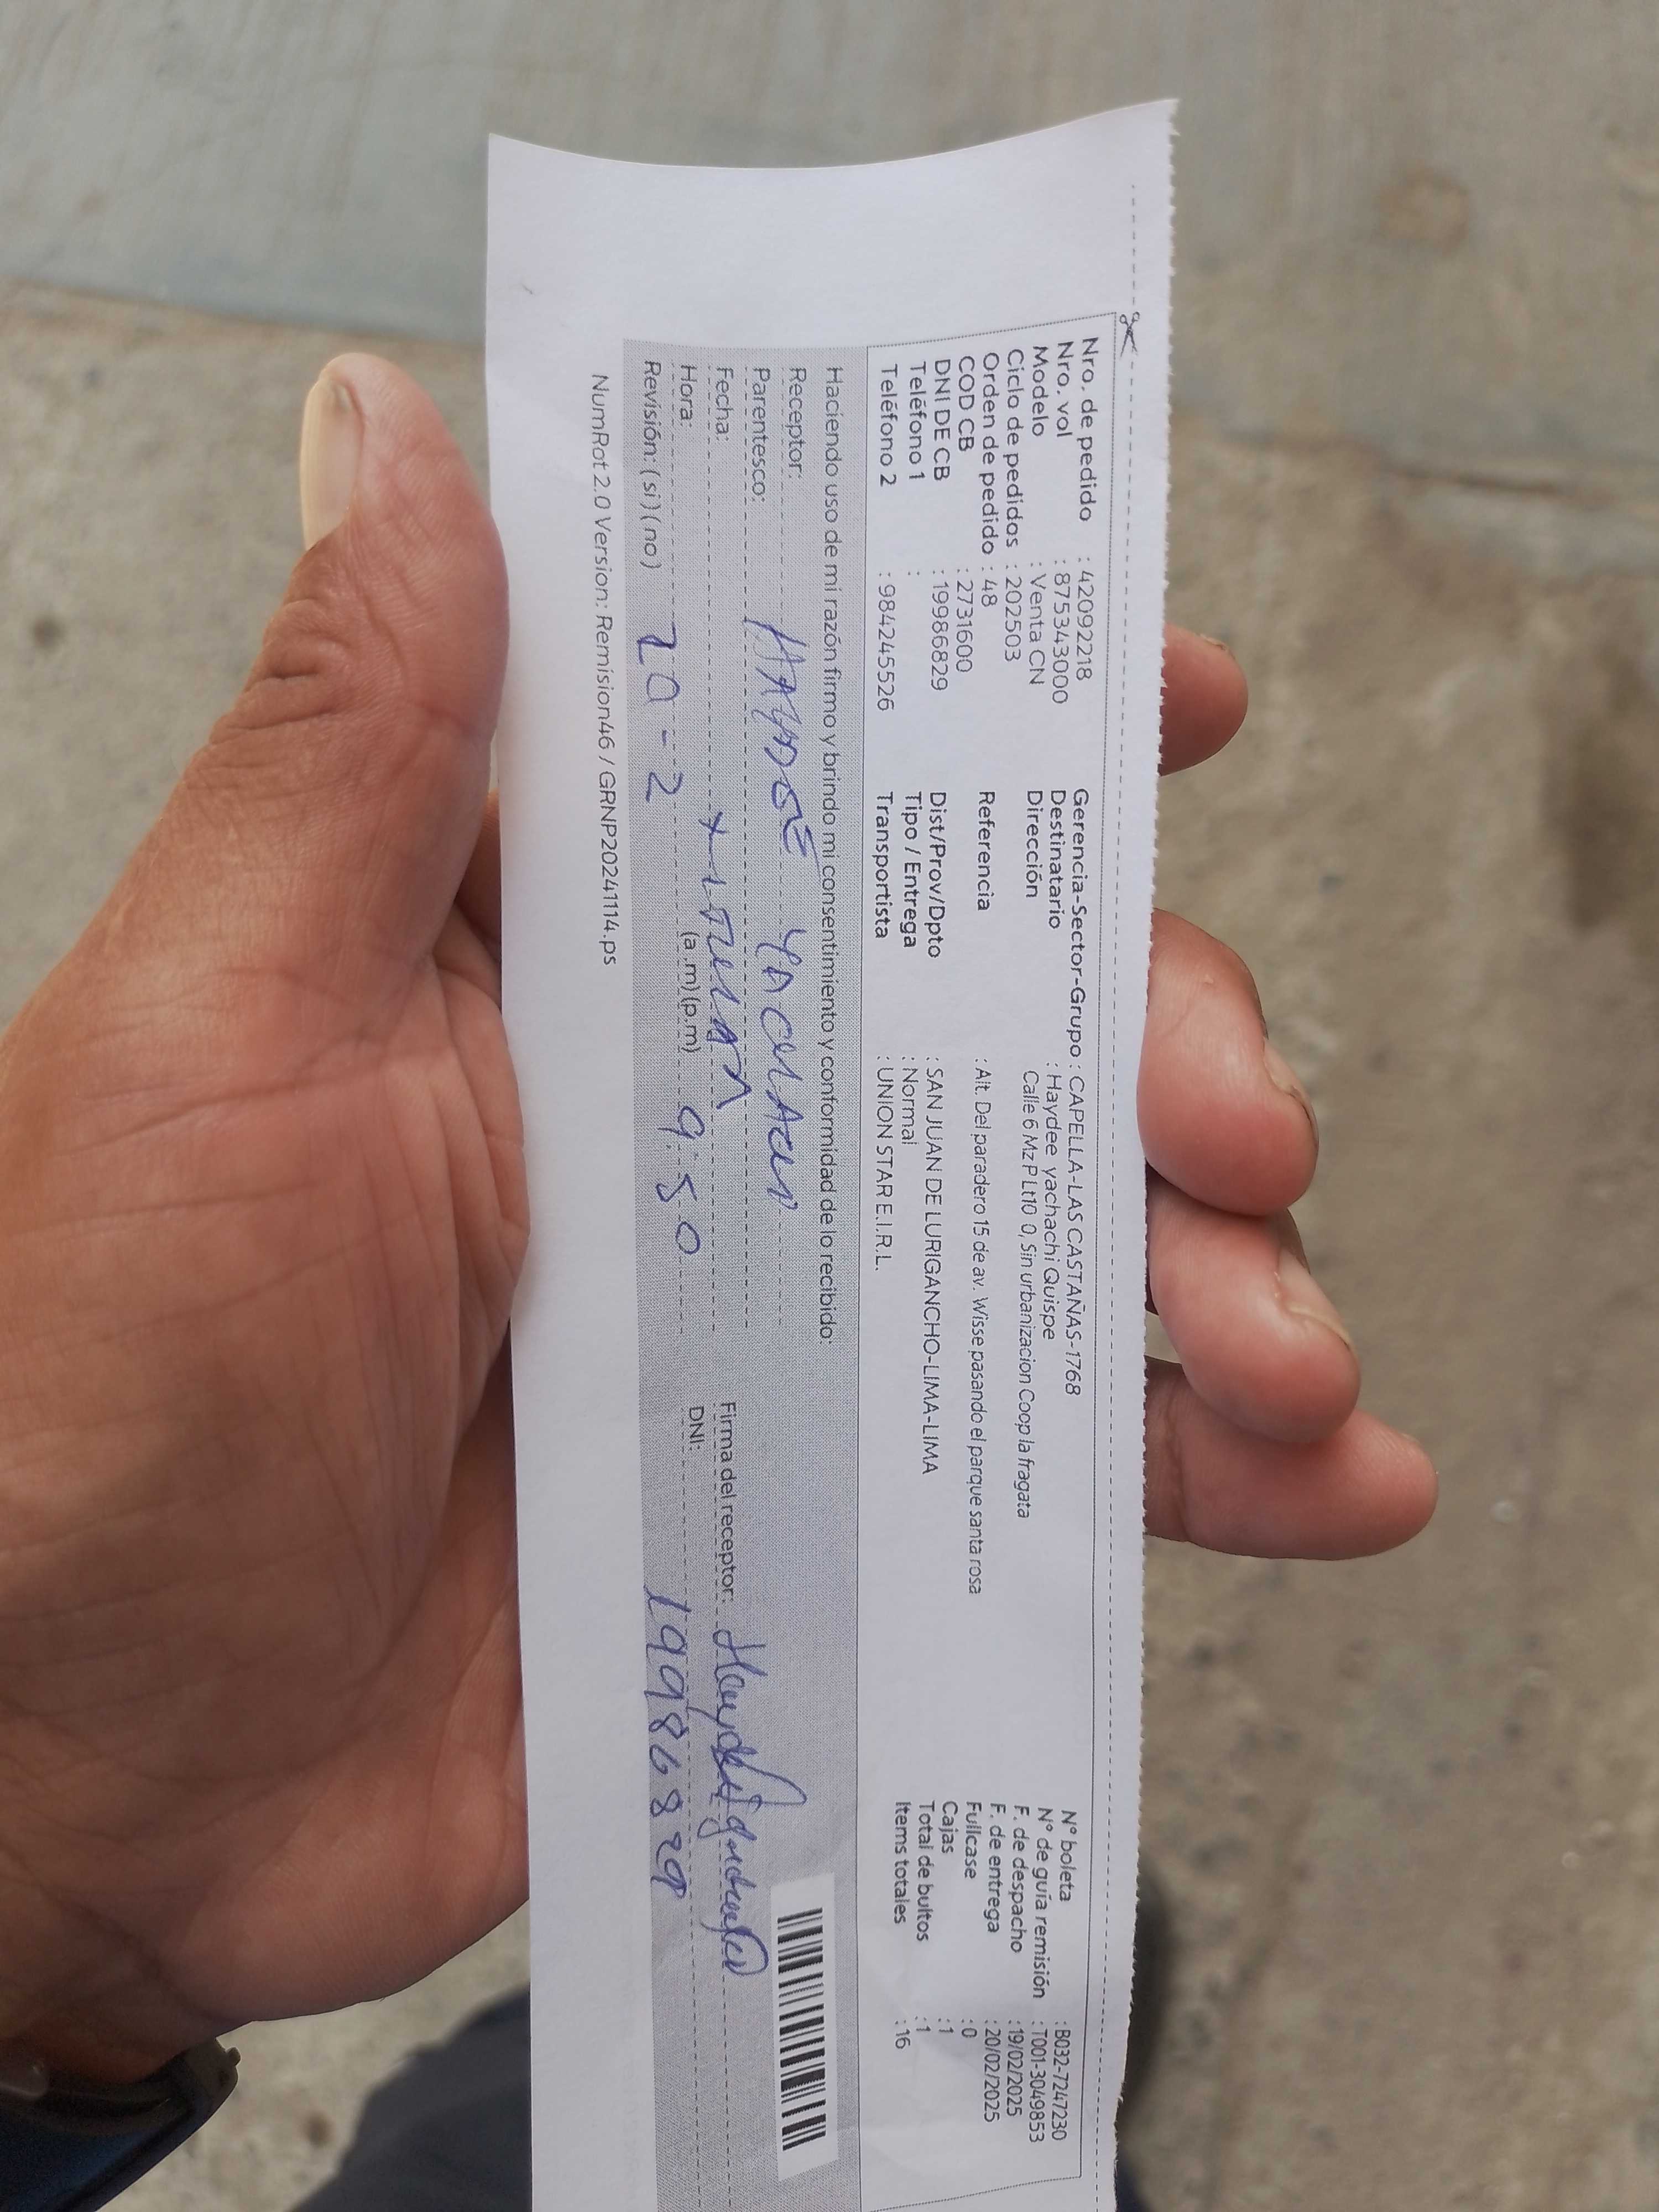 Nro. de pedido : 42092218
Nro. vol : 875343000
Modelo : Venta CN
Ciclo de pedidos : 202503
Orden de pedido : 48
COD CB : 2731600
DNI DE CB : 19986829
Teléfono 1 :
Teléfono 2 : 984245526
Gerencia-Sector-Grupo : CAPELLA-LAS CASTAÑAS-1768
Destinatario : Haydee yachachi Quispe
Dirección Calle 6 Mz P Lt10 0, Sin urbanizacion Coop la fragata
Referencia : Alt. Del paradero 15 de av. Wisse pasando el parque santa rosa
Dist/Prov/Dpto : SAN JUAN DE LURIGANCHO-LIMA-LIMA
Tipo / Entrega : Normal
Transportista : UNION STAR E.I.R.L.
N° boleta : B032-7247230
N° de guía remisión : T001-3049853
F. de despacho : 19/02/2025
F. de entrega : 20/02/2025
Fullcase : 0
Cajas : 1
Total de bultos : 1
Items totales : 16
Haciendo uso de mi razón firmo y brindo mi consentimiento y conformidad de lo recibido:
Receptor: HAYDEE
Parentesco:
Fecha:
Hora: (a.m) (p.m) 9:50
Revisión: (si) (no) 20-2
Firma del receptor:
DNI: 19986829
NumRot 2.0 Version: Remision46 / GRNP20241114.ps